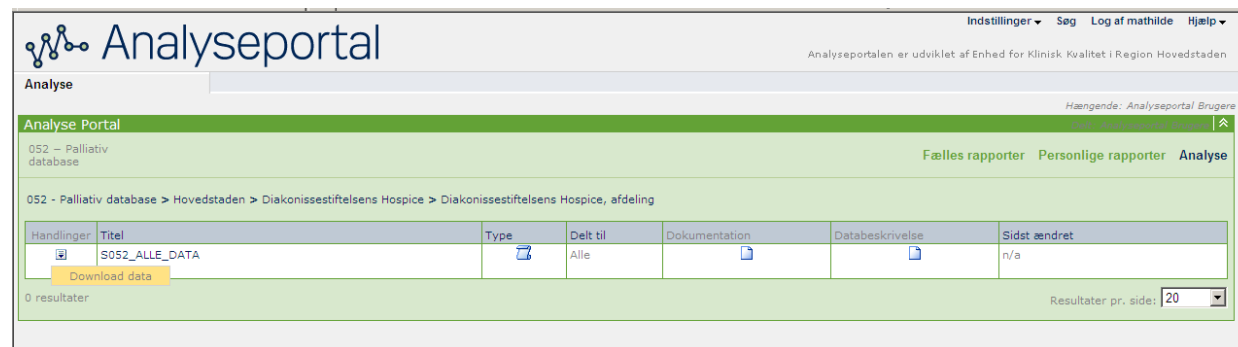 Indstillinger Søg Log af mathilde Hjælp
Analyseportal
Analyseportalen er udviklet af Enhed for Klinisk Kvalitet i Region Hovedstaden
Analyse
Hængende: Analyseportal Brugere
Analyse Portal
052 – Palliativ
database
Fælles rapporter Personlige rapporter Analyse
052 - Palliativ database > Hovedstaden > Diakonissestiftelsens Hospice > Diakonissestiftelsens Hospice, afdeling
Handlinger Titel Type Delt til Dokumentation Databeskrivelse Sidst ændret
S052_ALLE_DATA Alle n/a
Download data
0 resultater
Resultater pr. side: 20